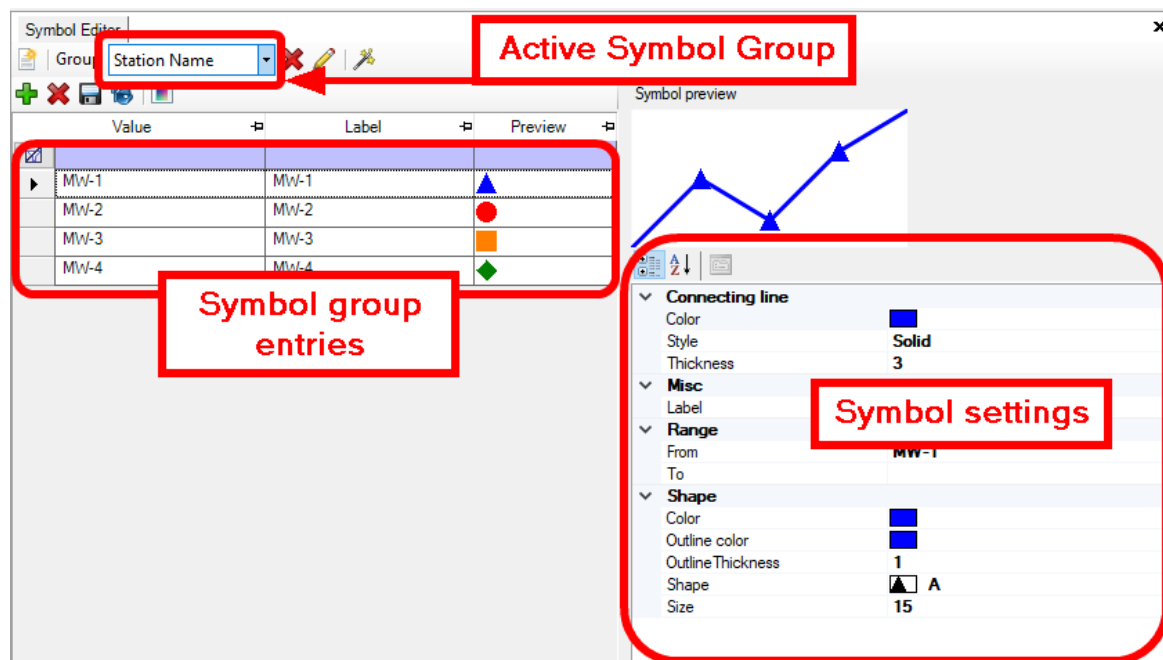 Symbol Editor
Group Station Name
Active Symbol Group
Symbol preview
Value Label Preview
MW-1 MW-1
MW-2 MW-2
MW-3 MW-3
MW-4 MW-4
Symbol group
entries
A
Z
Connecting line
Color
Style Solid
Thickness 3
Misc
Label
Symbol settings
Range
From MW-1
To
Shape
Color
Outline color
OutlineThickness 1
Shape A
Size 15